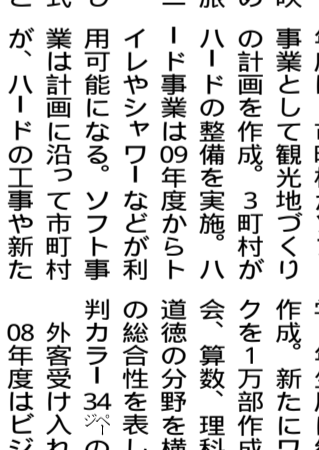 事業として観光地づくり
の計画を作成。3町村が
ハードの整備を実施。ハ
ード事業は09年度からト
イレやシャワーなどが利
用可能になる。ソフト事
業は計画に沿って市町村
が、ハードの工事や新た
作成。新たにワ
クを1万部作成
会、算数、理科
道徳の分野を横
の総合性を表し
判カラー34ページの
外客受け入れ
08年度はビジ